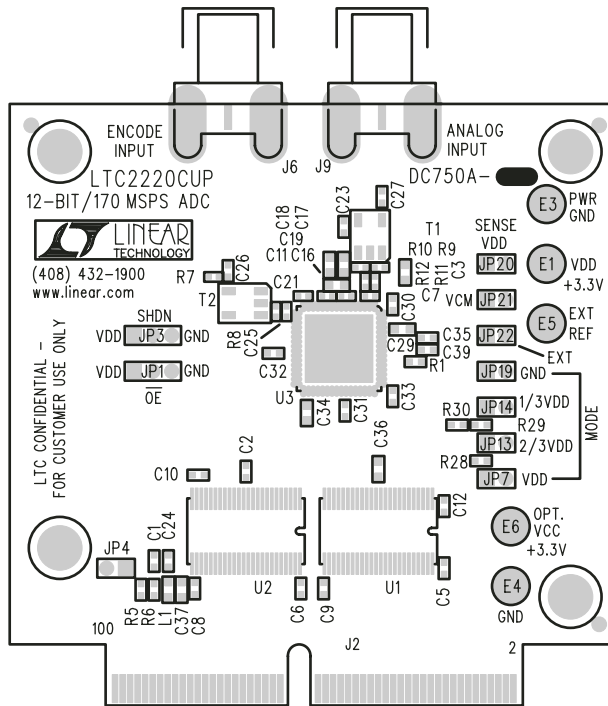 ENCODE
INPUT
J6
J9
ANALOG
INPUT
LTC2220CUP
12-BIT/170 MSPS ADC
LINEAR
TECHNOLOGY
(408) 432-1900
www.linear.com
DC750A-
E3
PWR
GND
E1
VDD
+3.3V
E5
EXT
REF
SENSE
VDD
JP20
VCM
JP21
JP22
EXT
JP19
GND
JP14
1/3VDD
R30
R29
JP13
2/3VDD
R28
JP7
VDD
MODE
E6
OPT.
VCC
+3.3V
E4
GND
C27
C23
C18
C17
C19
C11
C16
T1
R10
R9
R12
R11
C3
C7
R7
C26
T2
C21
R8
C25
C30
C35
C29
C39
R1
C32
U3
C34
C31
C33
SHDN
VDD
JP3
GND
VDD
JP1
GND
OE
LTC CONFIDENTIAL –
FOR CUSTOMER USE ONLY
C10
C2
C36
C12
C1
C24
JP4
U2
U1
C5
R5
R6
L1
C37
C8
C6
C9
100
J2
2